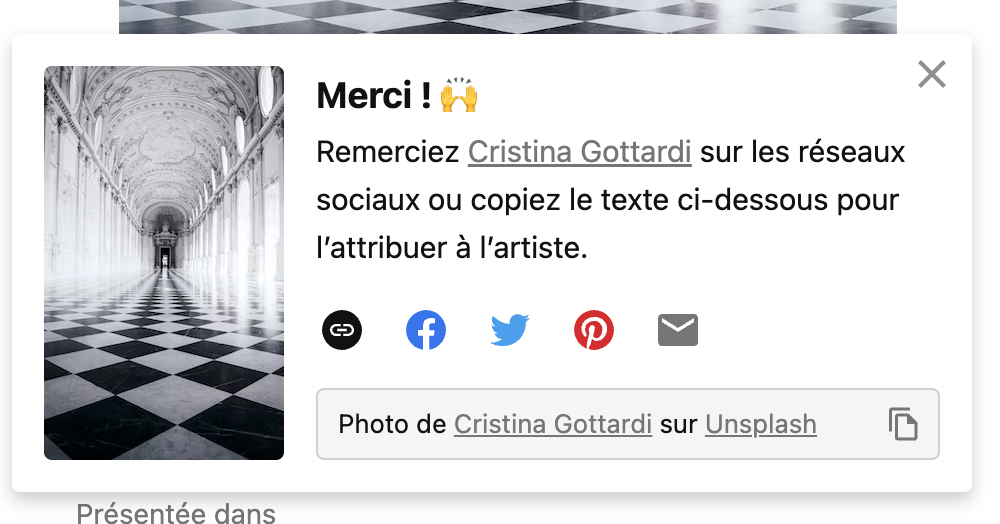 Merci ! 🙌
Remerciez Cristina Gottardi sur les réseaux
sociaux ou copiez le texte ci-dessous pour
l’attribuer à l’artiste.
Photo de Cristina Gottardi sur Unsplash
Présentée dans